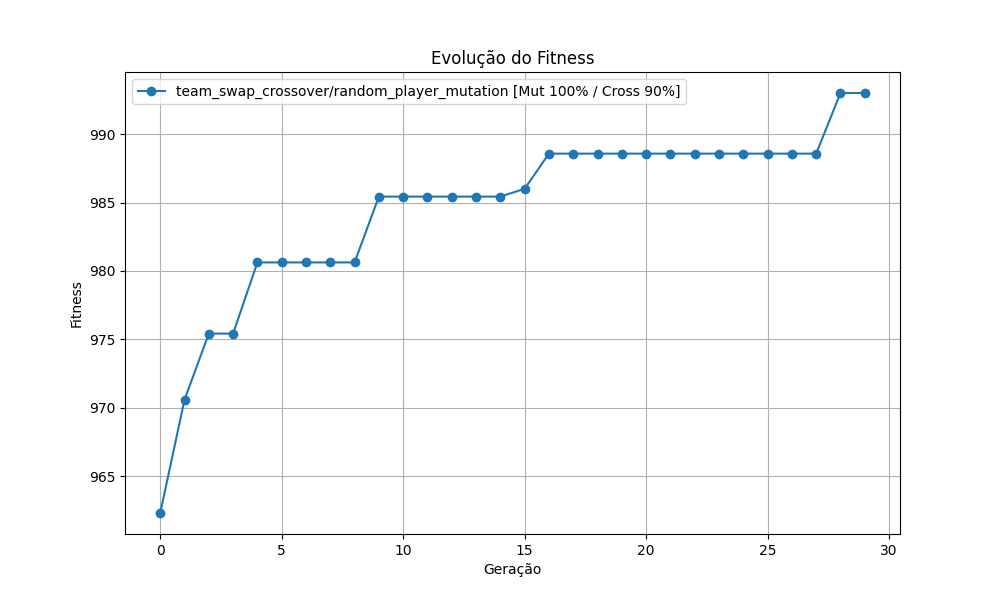 Evolução do Fitness
team_swap_crossover/random_player_mutation [Mut 100% / Cross 90%]
Fitness
990
985
980
975
970
965
0 5 10 15 20 25 30
Geração